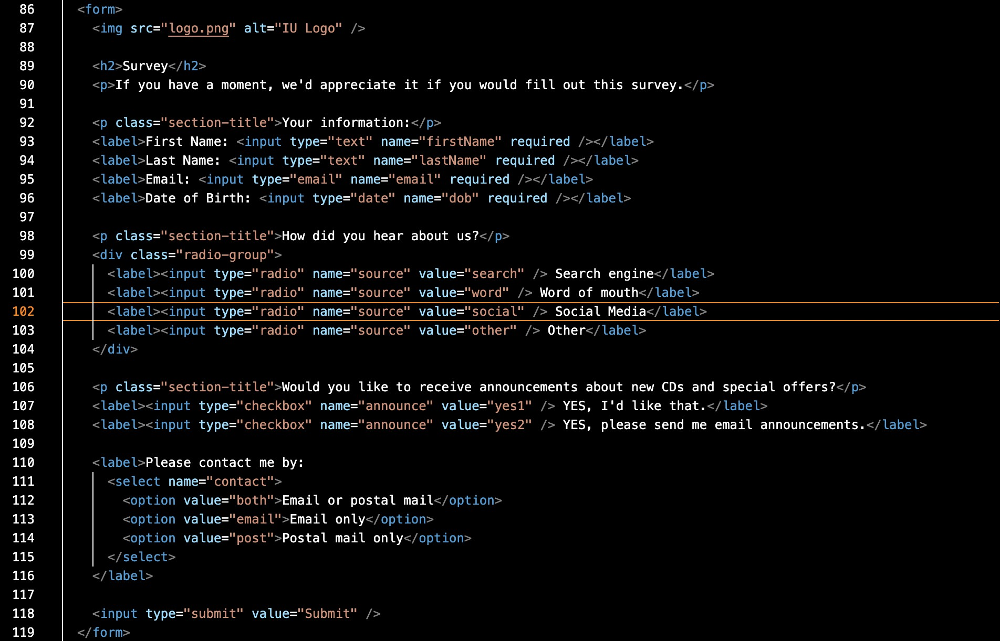 86 <form>
87 <img src="logo.png" alt="IU Logo" />
88
89 <h2>Survey</h2>
90 <p>If you have a moment, we'd appreciate it if you would fill out this survey.</p>
91
92 <p class="section-title">Your information:</p>
93 <label>First Name: <input type="text" name="firstName" required /></label>
94 <label>Last Name: <input type="text" name="lastName" required /></label>
95 <label>Email: <input type="email" name="email" required /></label>
96 <label>Date of Birth: <input type="date" name="dob" required /></label>
97
98 <p class="section-title">How did you hear about us?</p>
99 <div class="radio-group">
100 <label><input type="radio" name="source" value="search" /> Search engine</label>
101 <label><input type="radio" name="source" value="word" /> Word of mouth</label>
102 <label><input type="radio" name="source" value="social" /> Social Media</label>
103 <label><input type="radio" name="source" value="other" /> Other</label>
104 </div>
105
106 <p class="section-title">Would you like to receive announcements about new CDs and special offers?</p>
107 <label><input type="checkbox" name="announce" value="yes1" /> YES, I'd like that.</label>
108 <label><input type="checkbox" name="announce" value="yes2" /> YES, please send me email announcements.</label>
109
110 <label>Please contact me by:
111 <select name="contact">
112 <option value="both">Email or postal mail</option>
113 <option value="email">Email only</option>
114 <option value="post">Postal mail only</option>
115 </select>
116 </label>
117
118 <input type="submit" value="Submit" />
119 </form>